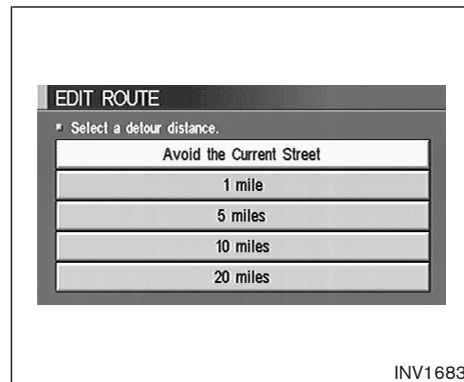 EDIT ROUTE
Select a detour distance.
Avoid the Current Street
1 mile
5 miles
10 miles
20 miles
INV1683